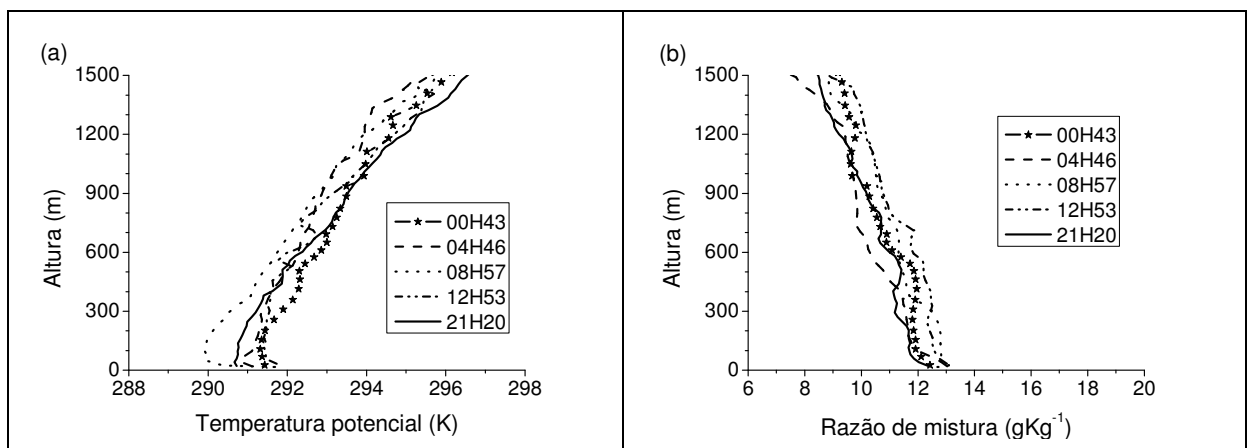 (a)
1500
1200
900
600
300
0
Altura (m)
288 290 292 294 296 298
Temperatura potencial (K)
00H43
04H46
08H57
12H53
21H20
(b)
1500
1200
900
600
300
0
Altura (m)
6 8 10 12 14 16 18 20
Razão de mistura (gKg⁻¹)
00H43
04H46
08H57
12H53
21H20